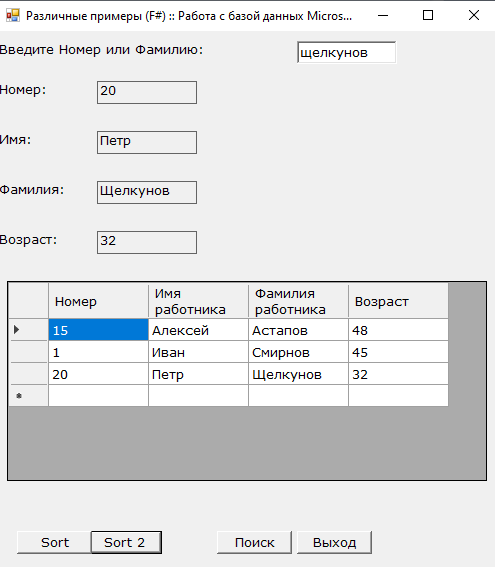 Различные примеры (F#) :: Работа с базой данных Micros...
Введите Номер или Фамилию: щелкунов
Номер: 20
Имя: Петр
Фамилия: Щелкунов
Возраст: 32
Номер Имя работника Фамилия работника Возраст
15 Алексей Астапов 48
1 Иван Смирнов 45
20 Петр Щелкунов 32
*
Sort Sort 2 Поиск Выход